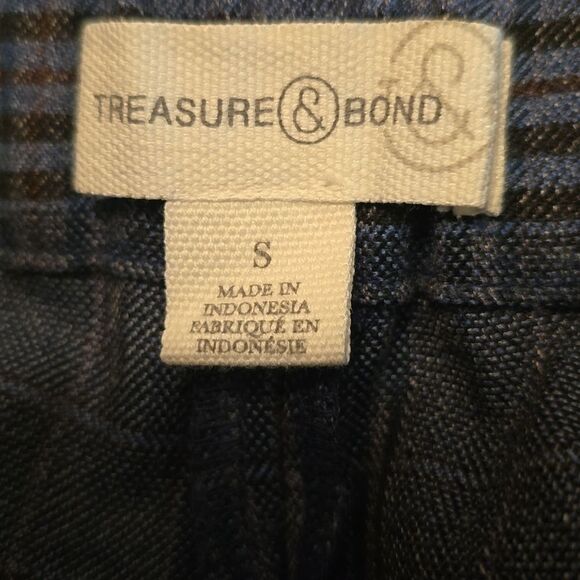 TREASURE & BOND &
S
MADE IN
INDONESIA
FABRIQUÉ EN
INDONÉSIE